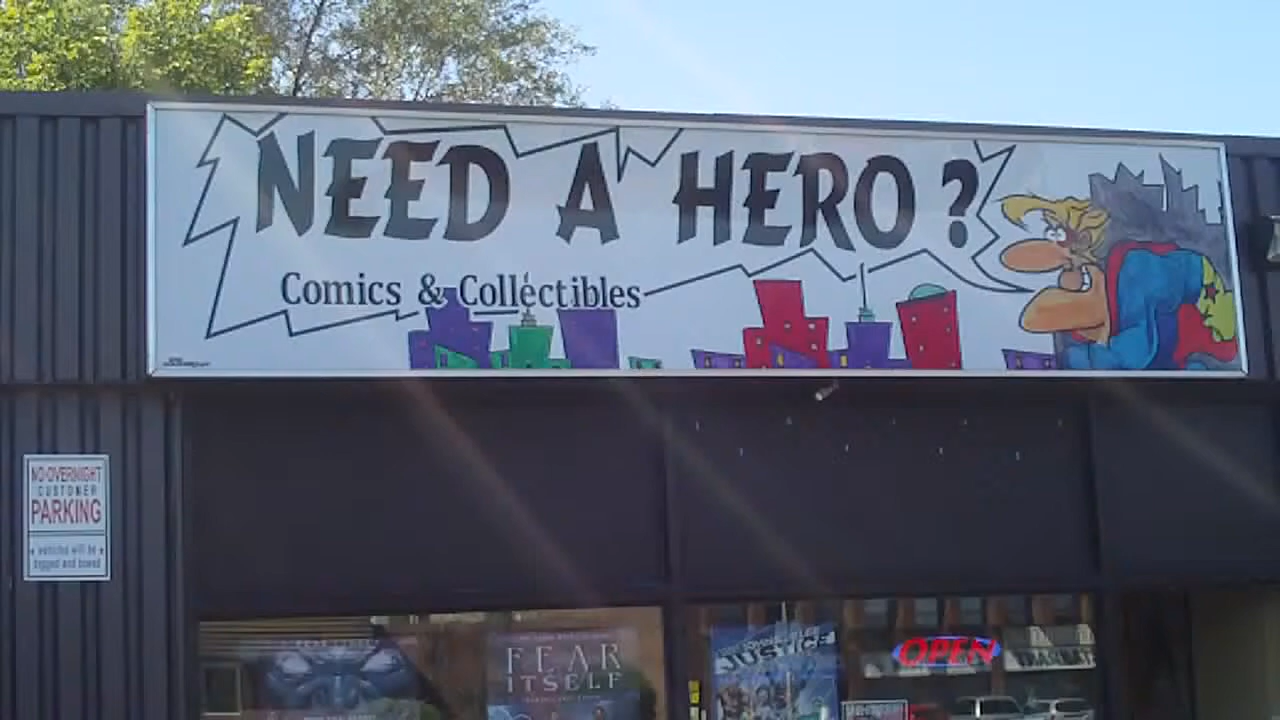 NEED A HERO ?
Comics & Collectibles
NO OVERNIGHT
CUSTOMER
PARKING
vehicles will be
tagged and towed
FEAR
ITSELF
JUSTICE
OPEN